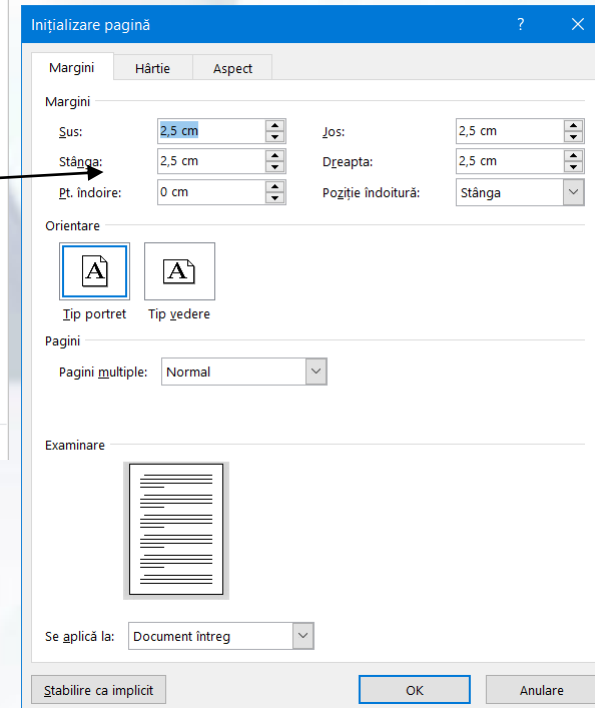 Inițializare pagină ?
Margini Hârtie Aspect
Margini
Sus: 2,5 cm Jos: 2,5 cm
Stânga: 2,5 cm Dreapta: 2,5 cm
Pt. îndoire: 0 cm Poziție îndoitură: Stânga
Orientare
A A
Tip portret Tip vedere
Pagini
Pagini multiple: Normal
Examinare
Se aplică la: Document întreg
Stabilire ca implicit OK Anulare